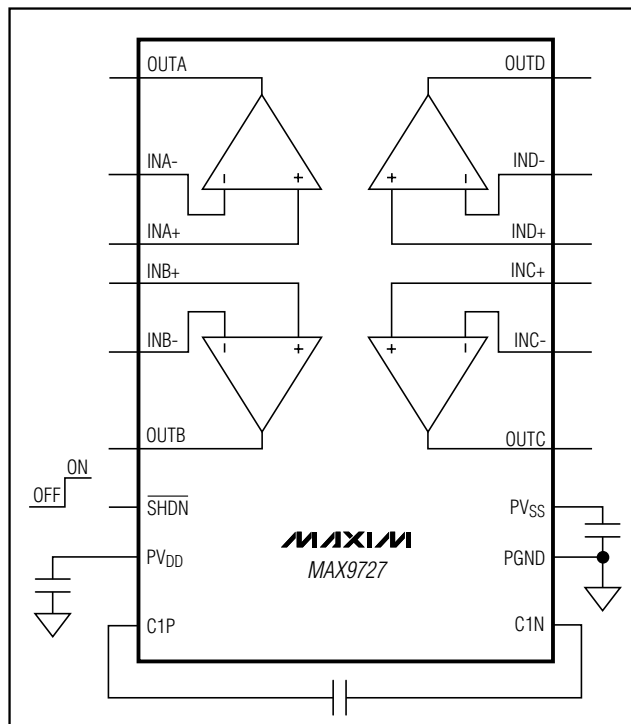 OUTA
OUTD
INA-
IND-
INA+
IND+
INB+
INC+
INB-
INC-
OUTB
OUTC
ON
OFF
SHDN
PVSS
MAXIM
MAX9727
PVDD
PGND
C1P
C1N
- +
+ -
- +
+ -